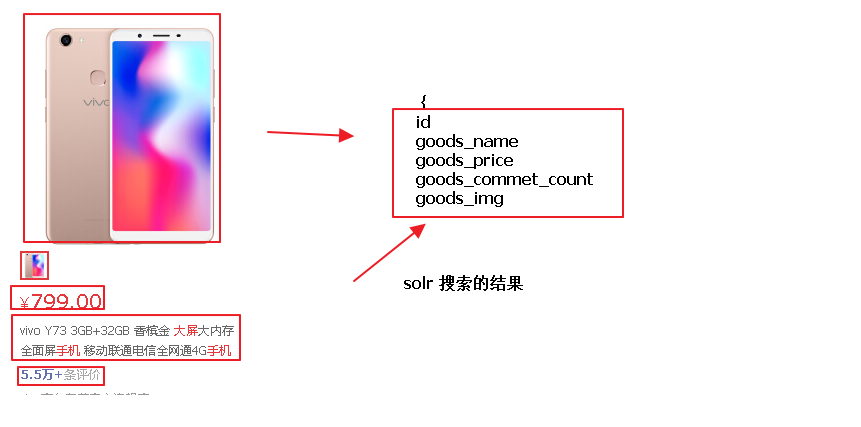 vivo
¥799.00
vivo Y73 3GB+32GB 香槟金 大屏大内存
全面屏手机 移动联通电信全网通4G手机
5.5万+条评价
{
id
goods_name
goods_price
goods_commet_count
goods_img
solr 搜索的结果